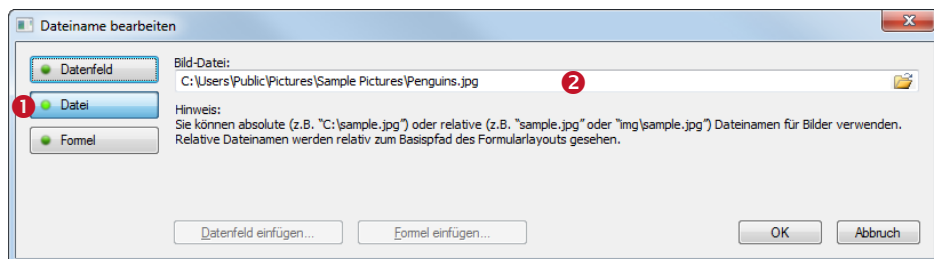 Dateiname bearbeiten
Datenfeld
Bild-Datei:
C:\Users\Public\Pictures\Sample Pictures\Penguins.jpg
2
1
Datei
Hinweis:
Sie können absolute (z.B. "C:\sample.jpg") oder relative (z.B. "sample.jpg" oder "img\sample.jpg") Dateinamen für Bilder verwenden.
Formel
Relative Dateinamen werden relativ zum Basispfad des Formularlayouts gesehen.
Datenfeld einfügen...
Formel einfügen...
OK
Abbruch